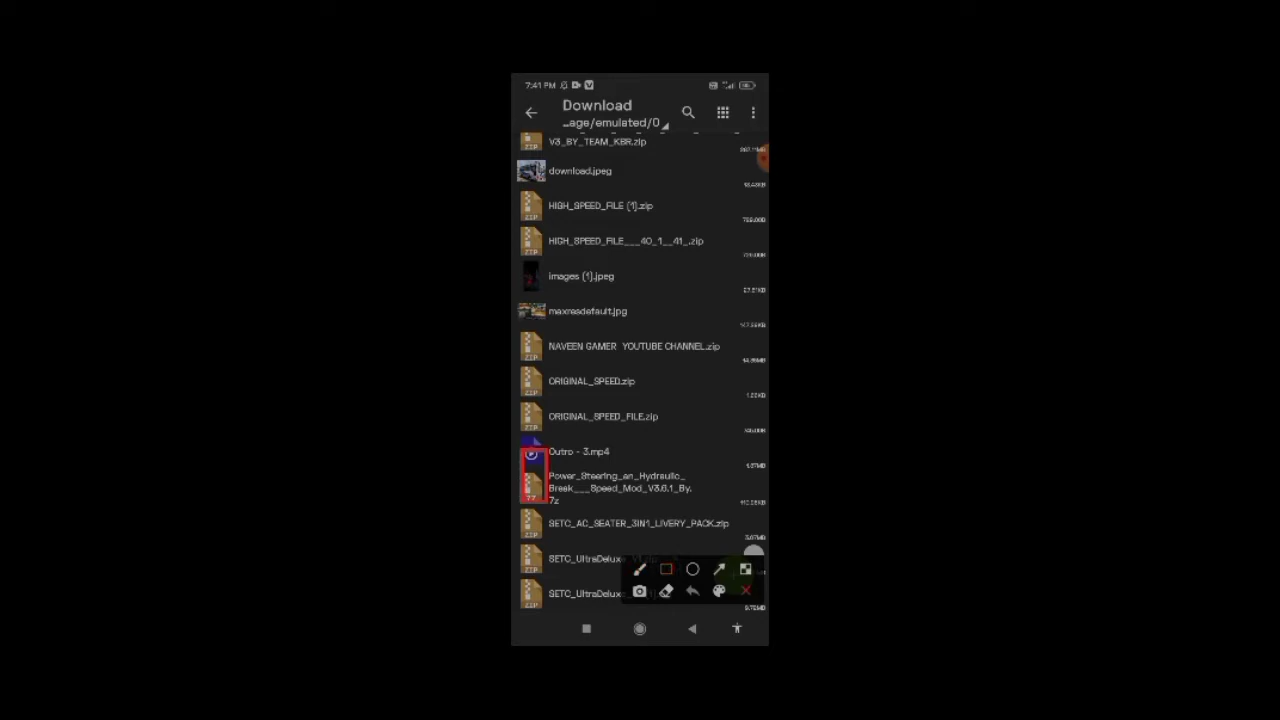 7:41 PM
Download
...age/emulated/0
V3_BY_TEAM_KBR.zip
download.jpeg
HIGH_SPEED_FILE (1).zip
HIGH_SPEED_FILE___40_1__41_.zip
images (1).jpeg
maxresdefault.jpg
NAVEEN GAMER YOUTUBE CHANNEL.zip
ORIGINAL_SPEED.zip
ORIGINAL_SPEED_FILE.zip
Outro - 3.mp4
Power_Steering_an_Hydraulic_
Break___Speed_Mod_V3.6.1_By.
7z
SETC_AC_SEATER_3IN1_LIVERY_PACK.zip
SETC_UltraDeluxe
SETC_UltraDeluxe